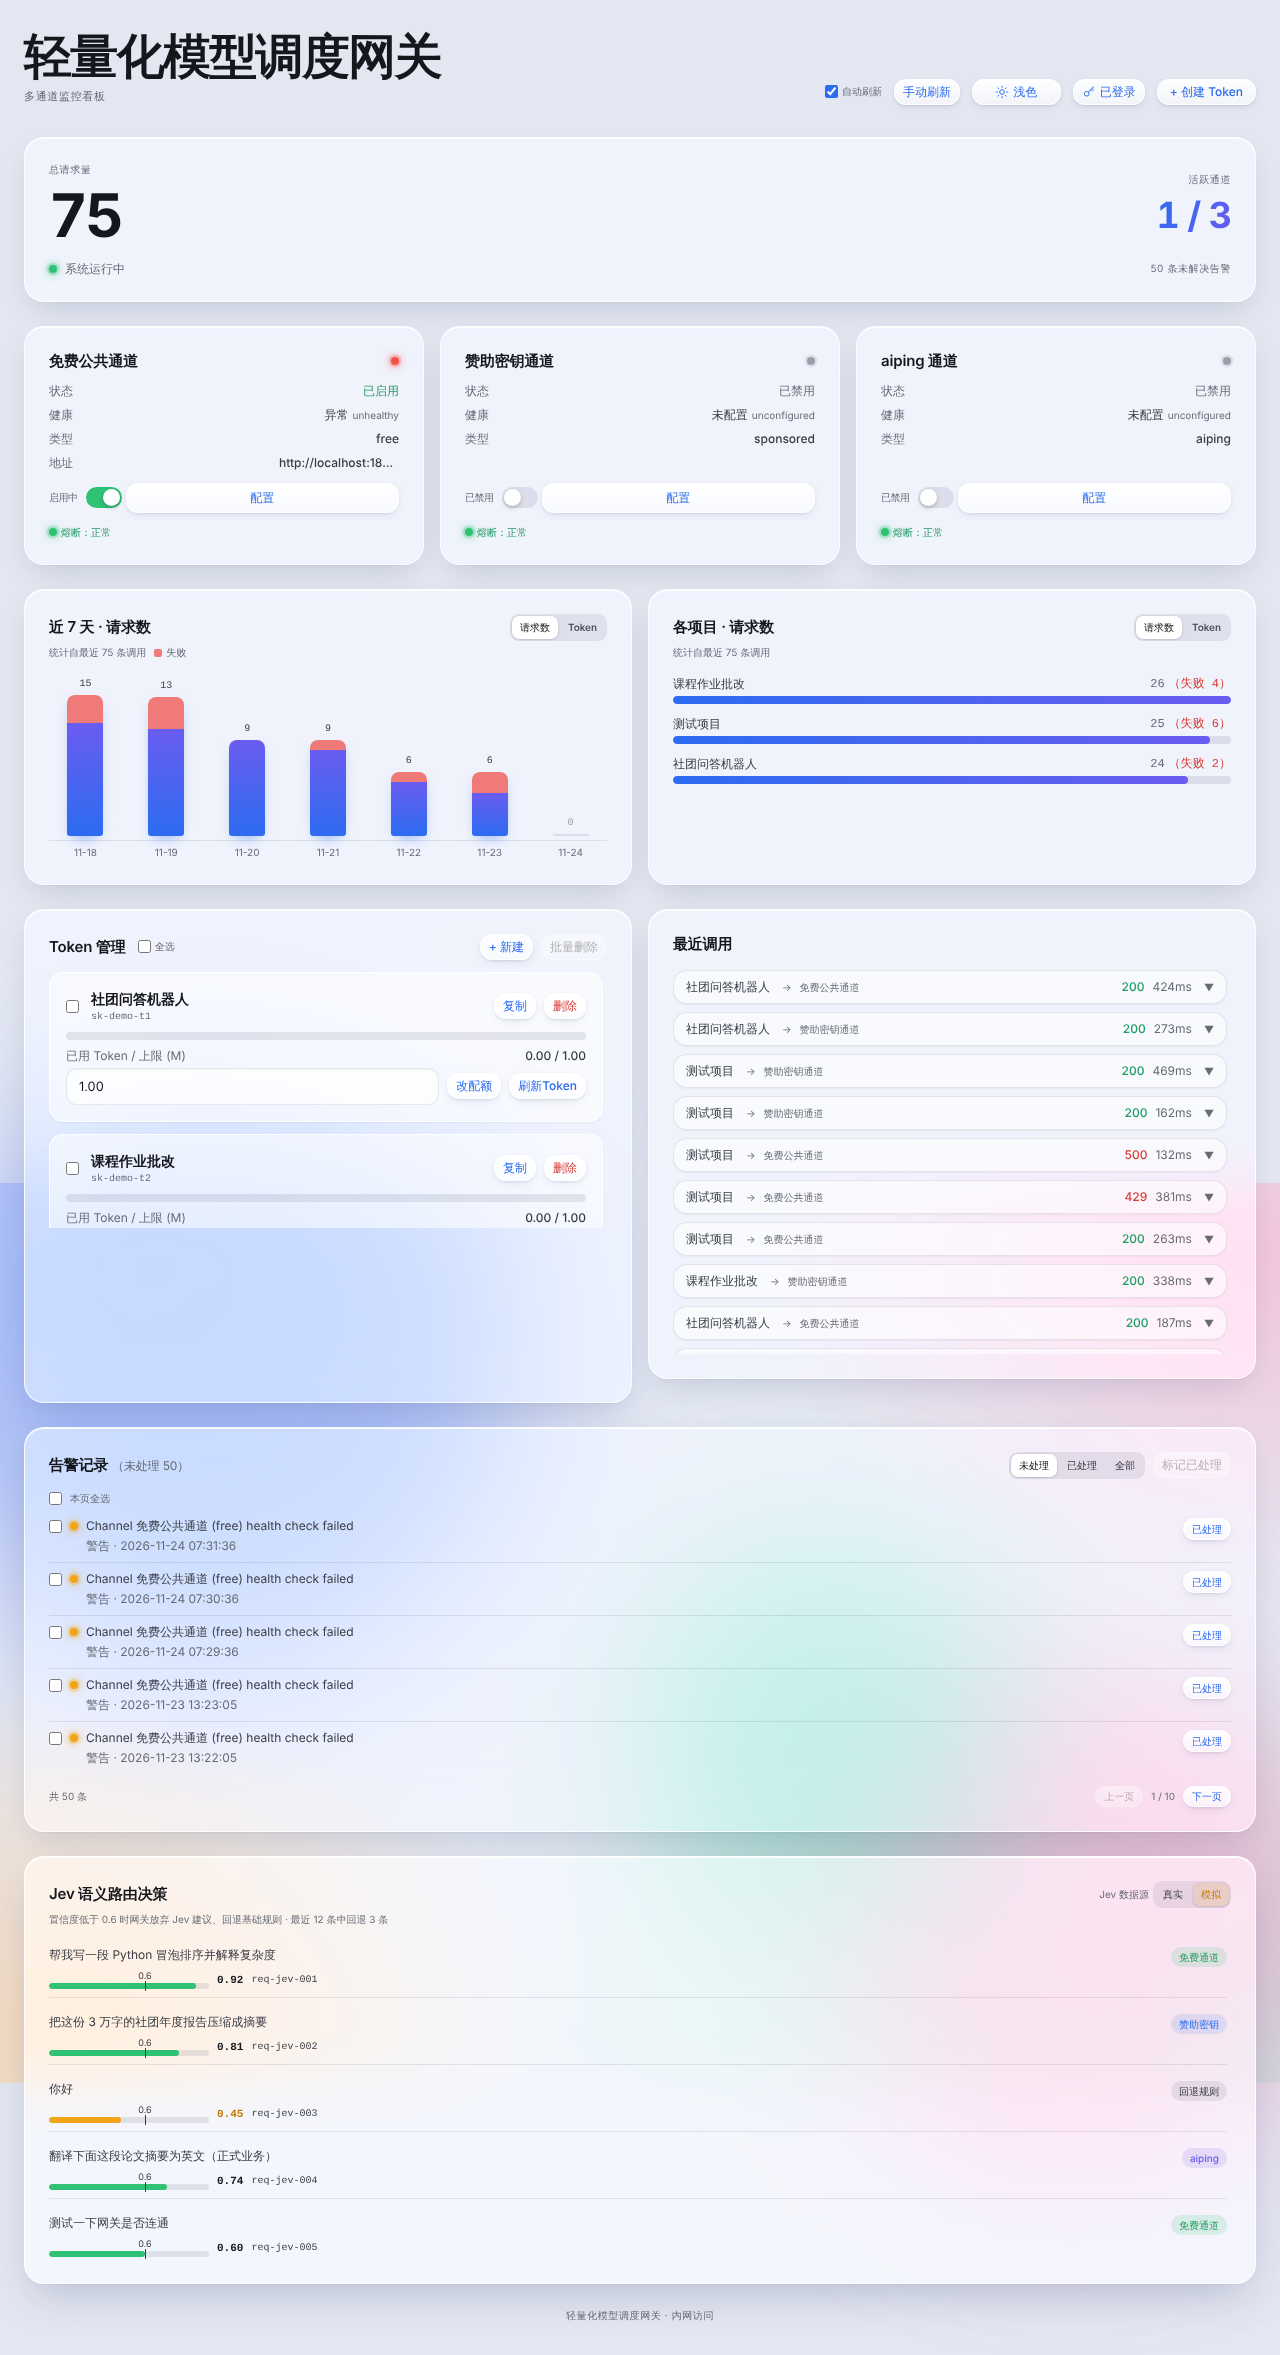 轻量化模型调度网关
多通道监控看板
自动刷新 手动刷新 浅色 已登录 + 创建 Token
总请求量
75
系统运行中
活跃通道
1 / 3
50 条未解决告警
免费公共通道
状态 已启用
健康 异常 unhealthy
类型 free
地址 http://localhost:18...
启用中 配置
熔断：正常
赞助密钥通道
状态 已禁用
健康 未配置 unconfigured
类型 sponsored
已禁用 配置
熔断：正常
aiping 通道
状态 已禁用
健康 未配置 unconfigured
类型 aiping
已禁用 配置
熔断：正常
近 7 天 · 请求数 请求数 Token
统计自最近 75 条调用 失败
15 13 9 9 6 6 0
11-18 11-19 11-20 11-21 11-22 11-23 11-24
各项目 · 请求数 请求数 Token
统计自最近 75 条调用
课程作业批改 26 （失败 4）
测试项目 25 （失败 6）
社团问答机器人 24 （失败 2）
Token 管理 全选 + 新建 批量删除
社团问答机器人 复制 删除
sk-demo-t1
已用 Token / 上限 (M) 0.00 / 1.00
1.00 改配额 刷新Token
课程作业批改 复制 删除
sk-demo-t2
已用 Token / 上限 (M) 0.00 / 1.00
最近调用
社团问答机器人 → 免费公共通道 200 424ms ▼
社团问答机器人 → 赞助密钥通道 200 273ms ▼
测试项目 → 赞助密钥通道 200 469ms ▼
测试项目 → 赞助密钥通道 200 162ms ▼
测试项目 → 免费公共通道 500 132ms ▼
测试项目 → 免费公共通道 429 381ms ▼
测试项目 → 免费公共通道 200 263ms ▼
课程作业批改 → 赞助密钥通道 200 338ms ▼
社团问答机器人 → 免费公共通道 200 187ms ▼
告警记录 （未处理 50） 未处理 已处理 全部 标记已处理
本页全选
Channel 免费公共通道 (free) health check failed 已处理
警告 · 2026-11-24 07:31:36
Channel 免费公共通道 (free) health check failed 已处理
警告 · 2026-11-24 07:30:36
Channel 免费公共通道 (free) health check failed 已处理
警告 · 2026-11-24 07:29:36
Channel 免费公共通道 (free) health check failed 已处理
警告 · 2026-11-23 13:23:05
Channel 免费公共通道 (free) health check failed 已处理
警告 · 2026-11-23 13:22:05
共 50 条 上一页 1 / 10 下一页
Jev 语义路由决策 Jev 数据源 真实 模拟
置信度低于 0.6 时网关放弃 Jev 建议、回退基础规则 · 最近 12 条中回退 3 条
帮我写一段 Python 冒泡排序并解释复杂度 免费通道
0.6 0.92 req-jev-001
把这份 3 万字的社团年度报告压缩成摘要 赞助密钥
0.6 0.81 req-jev-002
你好 回退规则
0.6 0.45 req-jev-003
翻译下面这段论文摘要为英文（正式业务） aiping
0.6 0.74 req-jev-004
测试一下网关是否连通 免费通道
0.6 0.60 req-jev-005
轻量化模型调度网关 · 内网访问